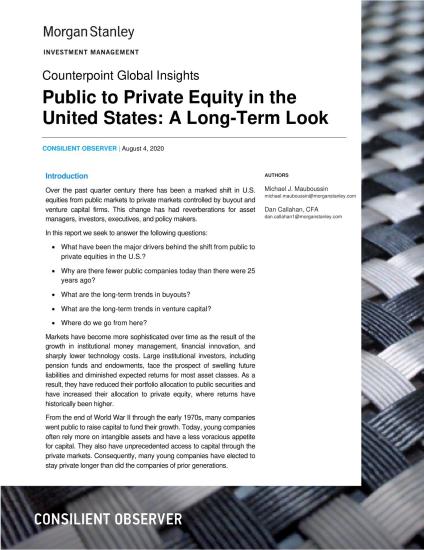 Morgan Stanley
INVESTMENT MANAGEMENT
Counterpoint Global Insights
Public to Private Equity in the
United States: A Long-Term Look
CONSILIENT OBSERVER | August 4, 2020
Introduction
Over the past quarter century there has been a marked shift in U.S.
equities from public markets to private markets controlled by buyout and
venture capital firms. This change has had reverberations for asset
managers, investors, executives, and policy makers.
In this report we seek to answer the following questions:
• What have been the major drivers behind the shift from public to
private equities in the U.S.?
• Why are there fewer public companies today than there were 25
years ago?
• What are the long-term trends in buyouts?
• What are the long-term trends in venture capital?
• Where do we go from here?
Markets have become more sophisticated over time as the result of the
growth in institutional money management, financial innovation, and
sharply lower technology costs. Large institutional investors, including
pension funds and endowments, face the prospect of swelling future
liabilities and diminished expected returns for most asset classes. As a
result, they have reduced their portfolio allocation to public securities and
have increased their allocation to private equity, where returns have
historically been higher.
From the end of World War II through the early 1970s, many companies
went public to raise capital to fund their growth. Today, young companies
often rely more on intangible assets and have a less voracious appetite
for capital. They also have unprecedented access to capital through the
private markets. Consequently, many young companies have elected to
stay private longer than did the companies of prior generations.
AUTHORS
Michael J. Mauboussin
michael.mauboussin@morganstanley.com
Dan Callahan, CFA
dan.callahan1@morganstanley.com
CONSILIENT OBSERVER